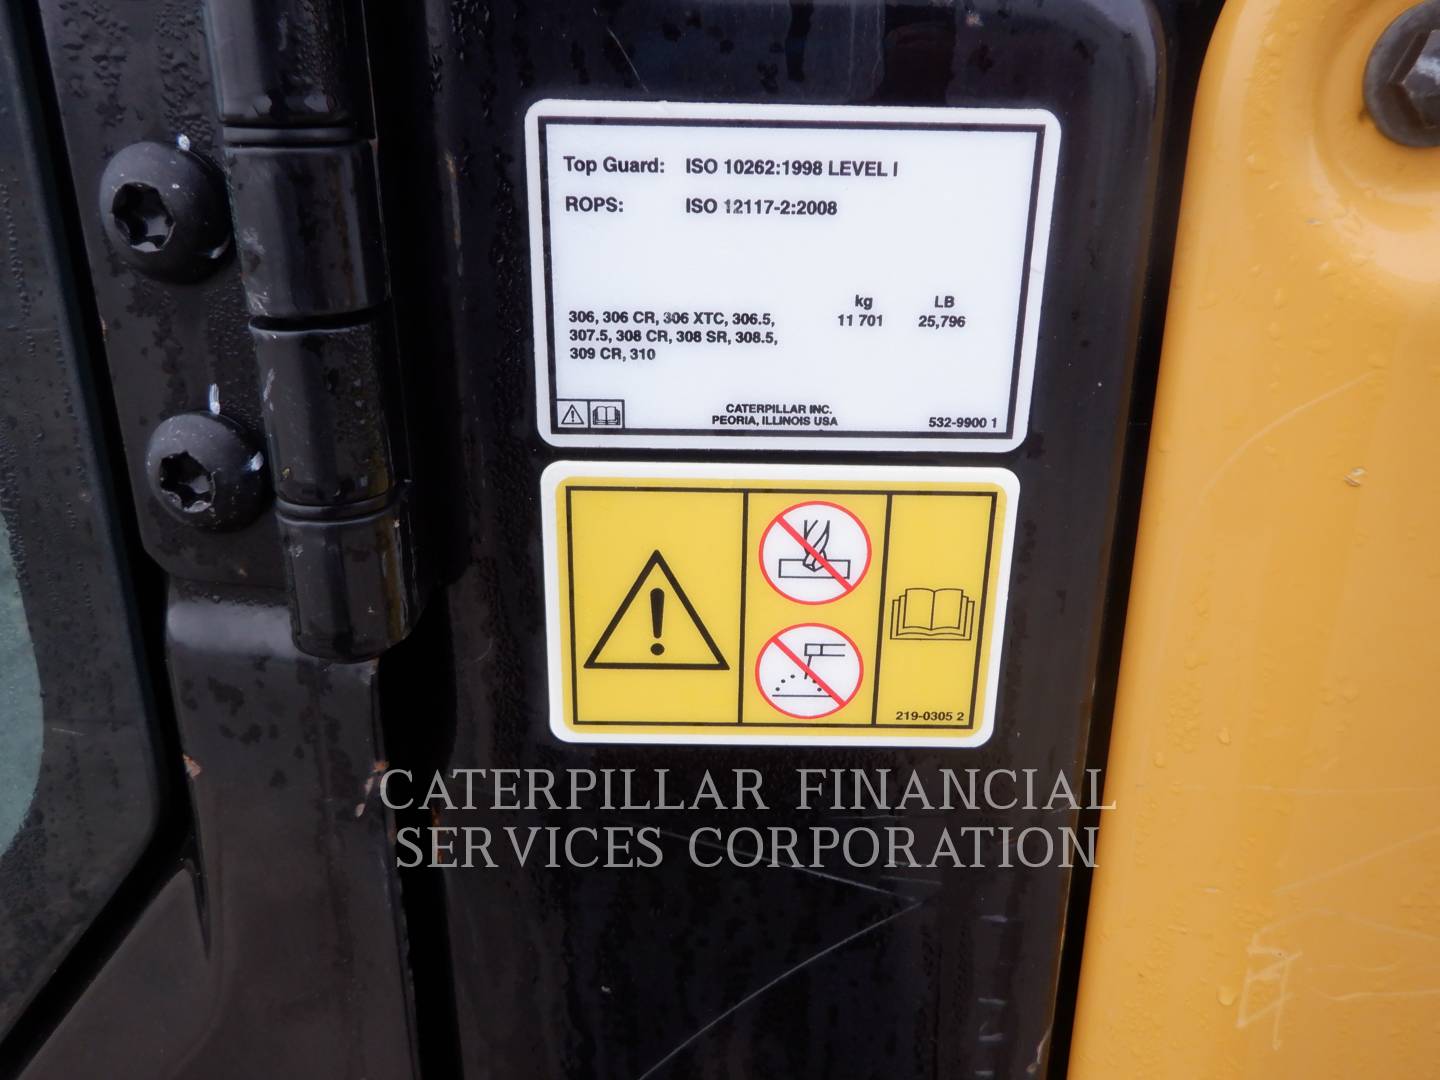 Top Guard: ISO 10262:1998 LEVEL I
ROPS: ISO 12117-2:2008
kg LB
306, 306 CR, 306 XTC, 306.5, 11 701 25,796
307.5, 308 CR, 308 SR, 308.5,
309 CR, 310
CATERPILLAR INC.
PEORIA, ILLINOIS USA 532-9900 1
219-0305 2
CATERPILLAR FINANCIAL
SERVICES CORPORATION